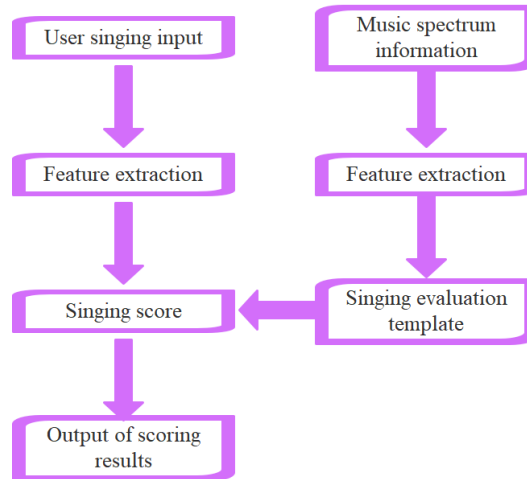 User singing input
Music spectrum
information
Feature extraction
Feature extraction
Singing score
Singing evaluation
template
Output of scoring
results